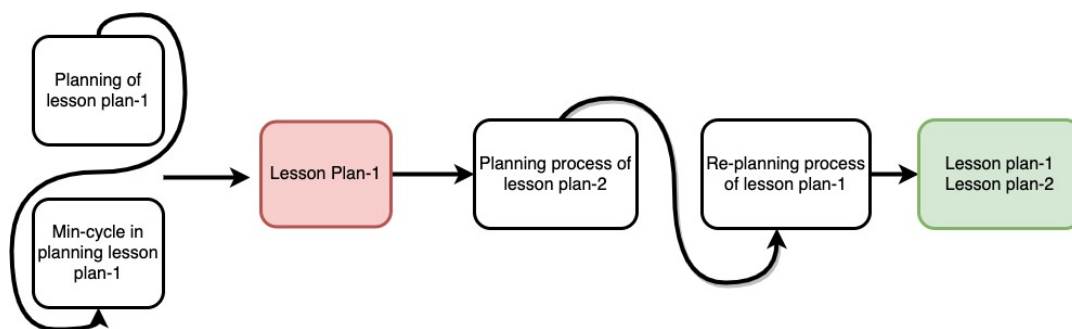 Planning of
lesson plan-1
Min-cycle in
planning lesson
plan-1
Lesson Plan-1
Planning process of
lesson plan-2
Re-planning process
of lesson plan-1
Lesson plan-1
Lesson plan-2